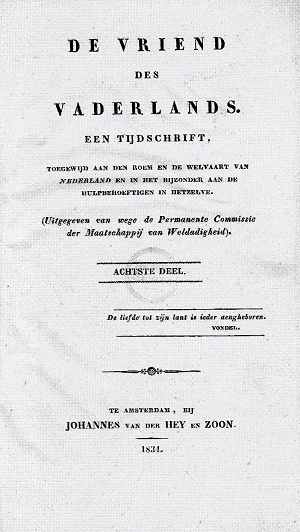 DE VRIEND
DES
VADERLANDS.
EEN TIJDSCHRIFT,
TOEGEWIJD AAN DEN ROEM EN DE WELVAART VAN
NEDERLAND EN IN HET BIJZONDER AAN DE
HULPBEHOEFTIGEN IN HETZELVE.
(Uitgegeven van wege de Permanente Commissie
der Maatschappij van Weldadigheid).
ACHTSTE DEEL.
De liefde tot zijn lant is ieder aengheboren.
VONDEL.
TE AMSTERDAM, BIJ
JOHANNES VAN DER HEY EN ZOON.
1834.